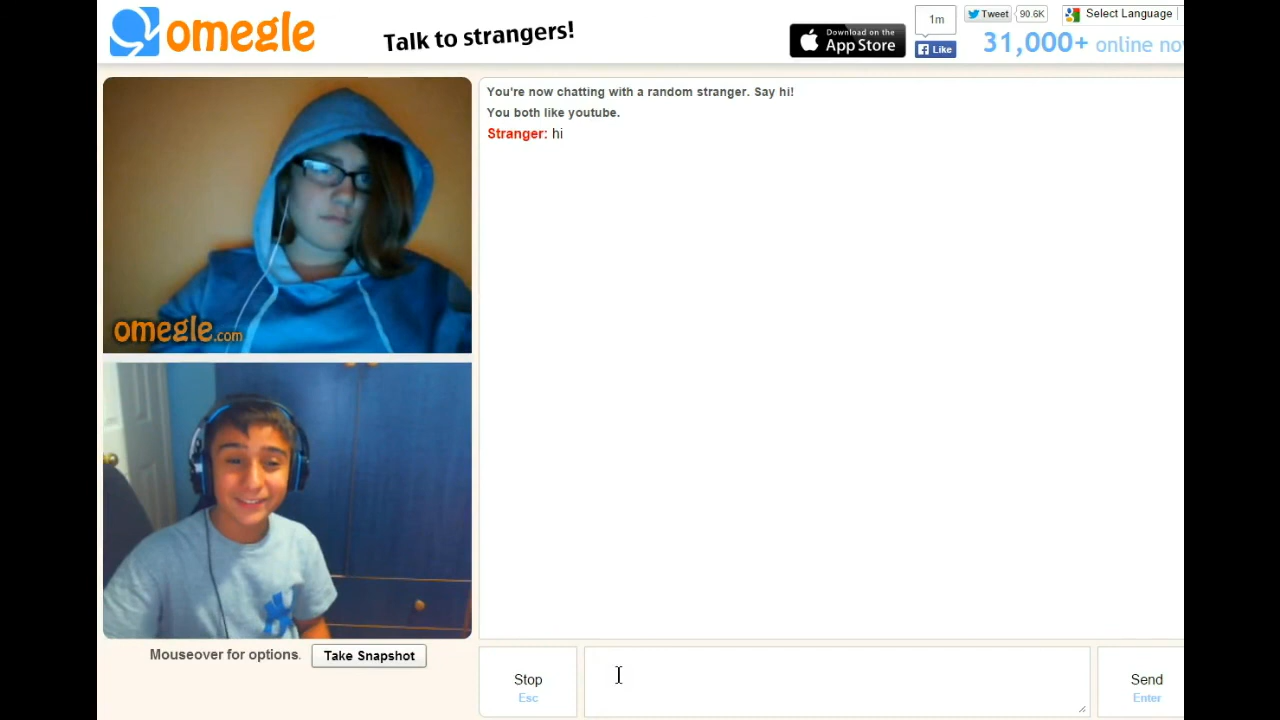 omegle
Talk to strangers!
Download on the
App Store
1m
Like
Tweet
90.6K
Select Language
31,000+ online no
You're now chatting with a random stranger. Say hi!
You both like youtube.
Stranger: hi
omegle.com
Mouseover for options.
Take Snapshot
Stop
Esc
Send
Enter